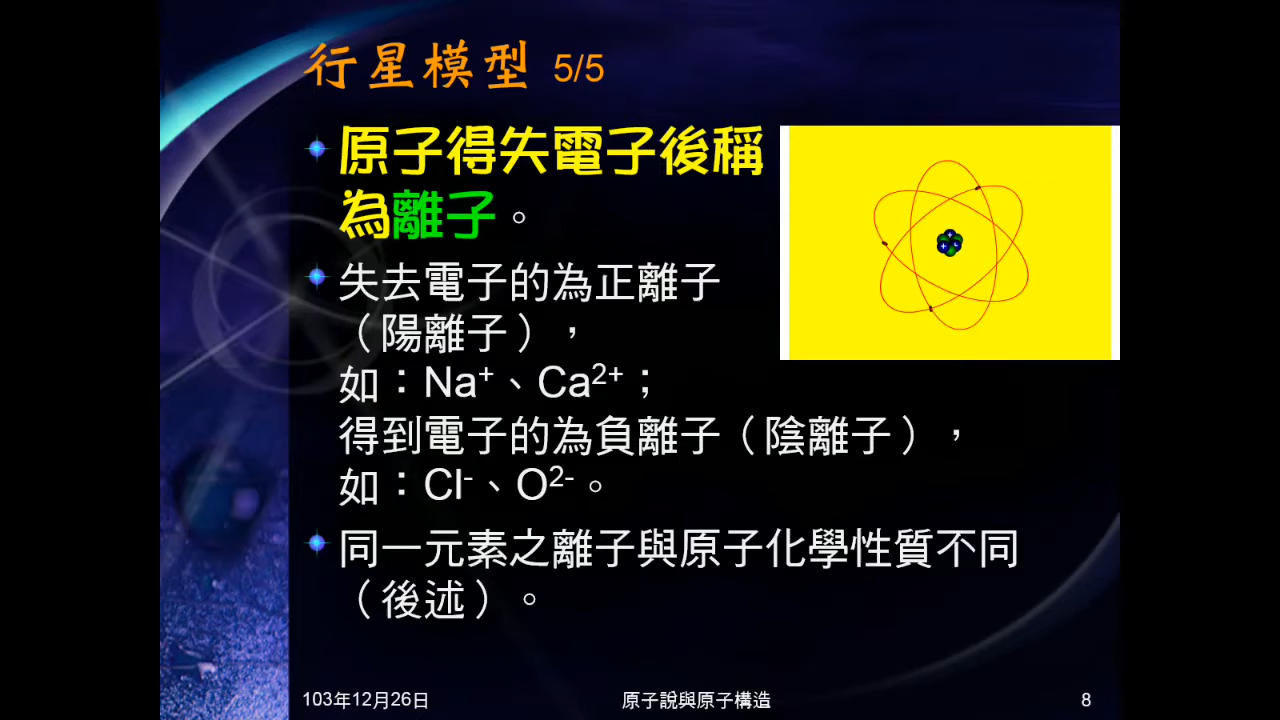 行星模型 5/5
原子得失電子後稱
為離子。
失去電子的為正離子
（陽離子），
如：Na⁺、Ca²⁺；
得到電子的為負離子（陰離子），
如：Cl⁻、O²⁻。
同一元素之離子與原子化學性質不同
（後述）。
103年12月26日
原子說與原子構造
8